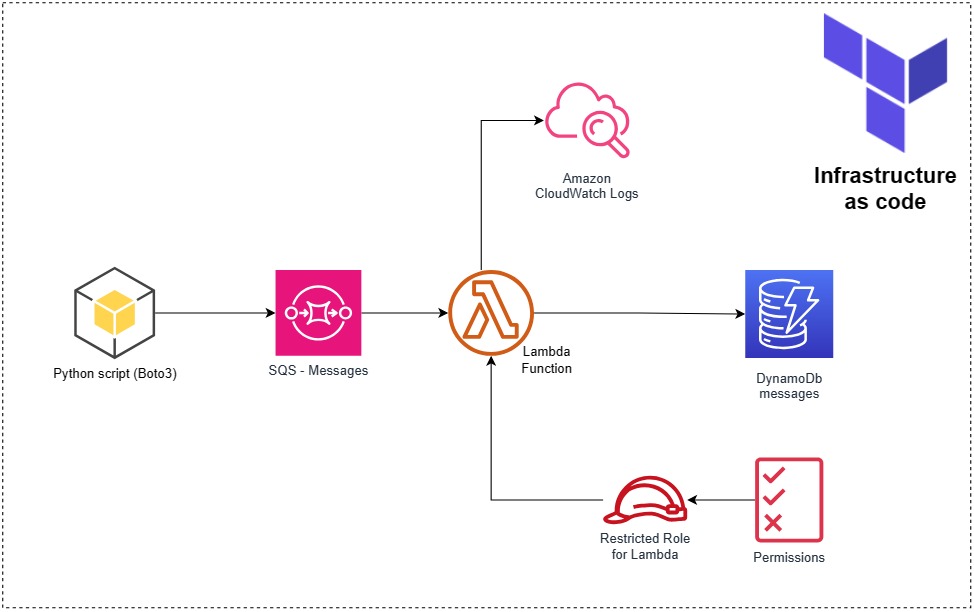 Infrastructure
as code
Amazon
CloudWatch Logs
Python script (Boto3)
SQS - Messages
Lambda
Function
DynamoDb
messages
Restricted Role
for Lambda
Permissions